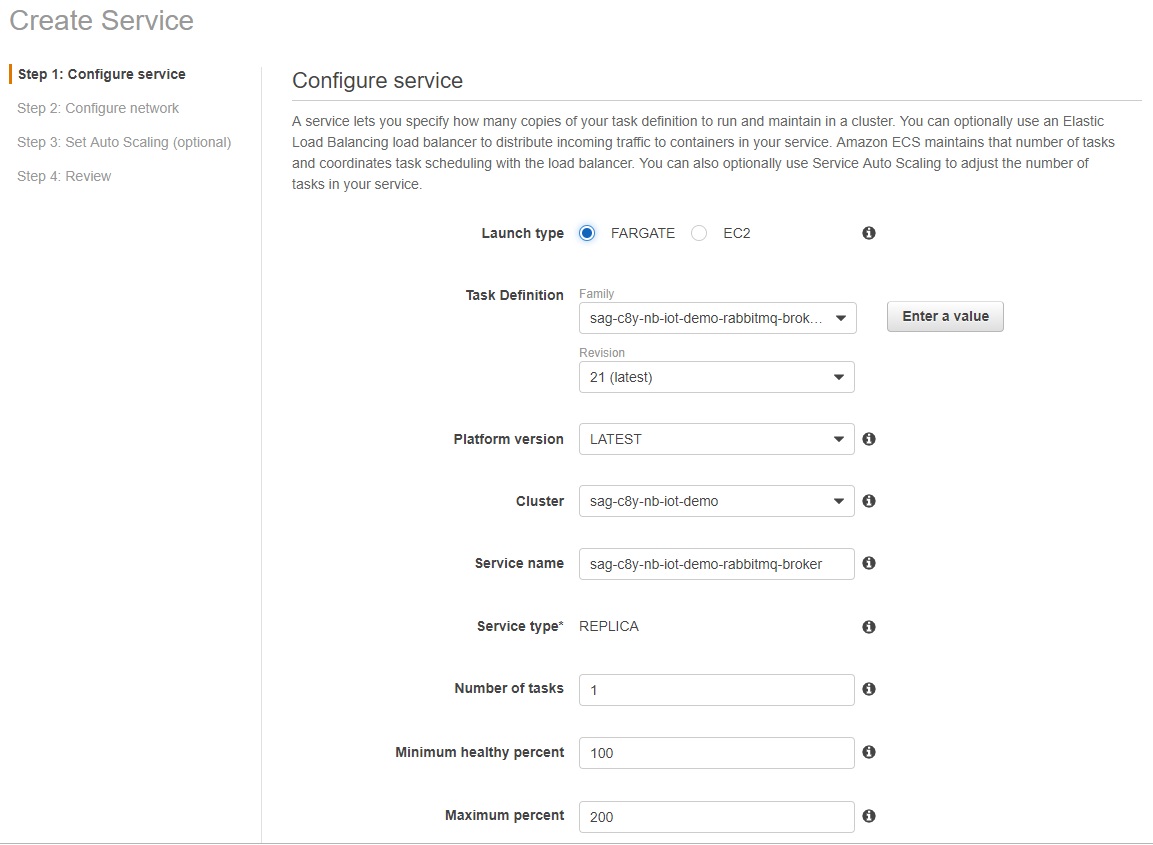 Create Service
Step 1: Configure service
Step 2: Configure network
Step 3: Set Auto Scaling (optional)
Step 4: Review
Configure service
A service lets you specify how many copies of your task definition to run and maintain in a cluster. You can optionally use an Elastic
Load Balancing load balancer to distribute incoming traffic to containers in your service. Amazon ECS maintains that number of tasks
and coordinates task scheduling with the load balancer. You can also optionally use Service Auto Scaling to adjust the number of
tasks in your service.
Launch type FARGATE EC2
Task Definition Family
sag-c8y-nb-iot-demo-rabbitmq-brok... Enter a value
Revision
21 (latest)
Platform version LATEST
Cluster sag-c8y-nb-iot-demo
Service name sag-c8y-nb-iot-demo-rabbitmq-broker
Service type* REPLICA
Number of tasks 1
Minimum healthy percent 100
Maximum percent 200